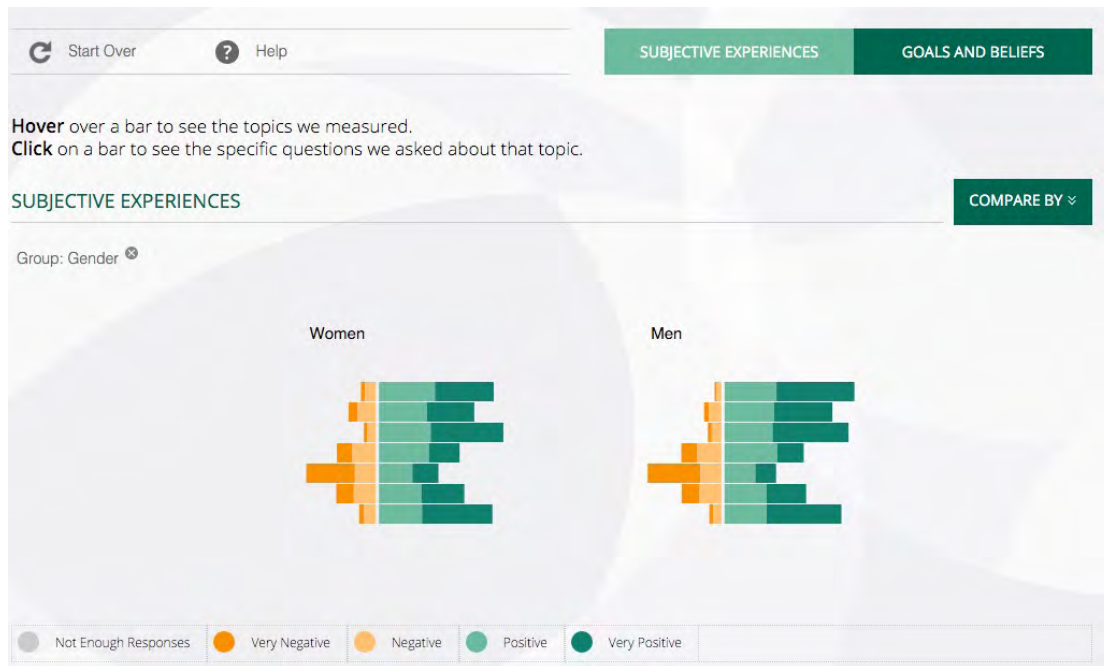 Start Over
Help
SUBJECTIVE EXPERIENCES
GOALS AND BELIEFS
Hover over a bar to see the topics we measured.
Click on a bar to see the specific questions we asked about that topic.
SUBJECTIVE EXPERIENCES
COMPARE BY
Group: Gender
Women
Men
Not Enough Responses
Very Negative
Negative
Positive
Very Positive